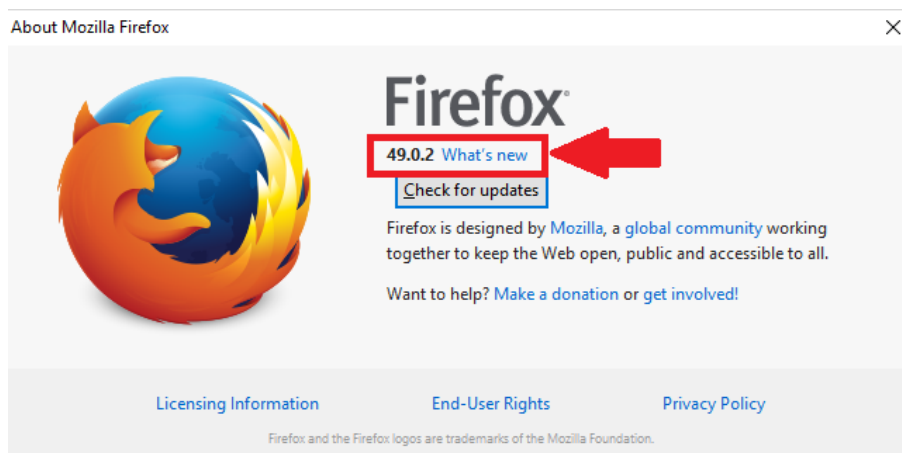 About Mozilla Firefox
Firefox
49.0.2 What's new
Check for updates
Firefox is designed by Mozilla, a global community working
together to keep the Web open, public and accessible to all.
Want to help? Make a donation or get involved!
Licensing Information End-User Rights Privacy Policy
Firefox and the Firefox logos are trademarks of the Mozilla Foundation.